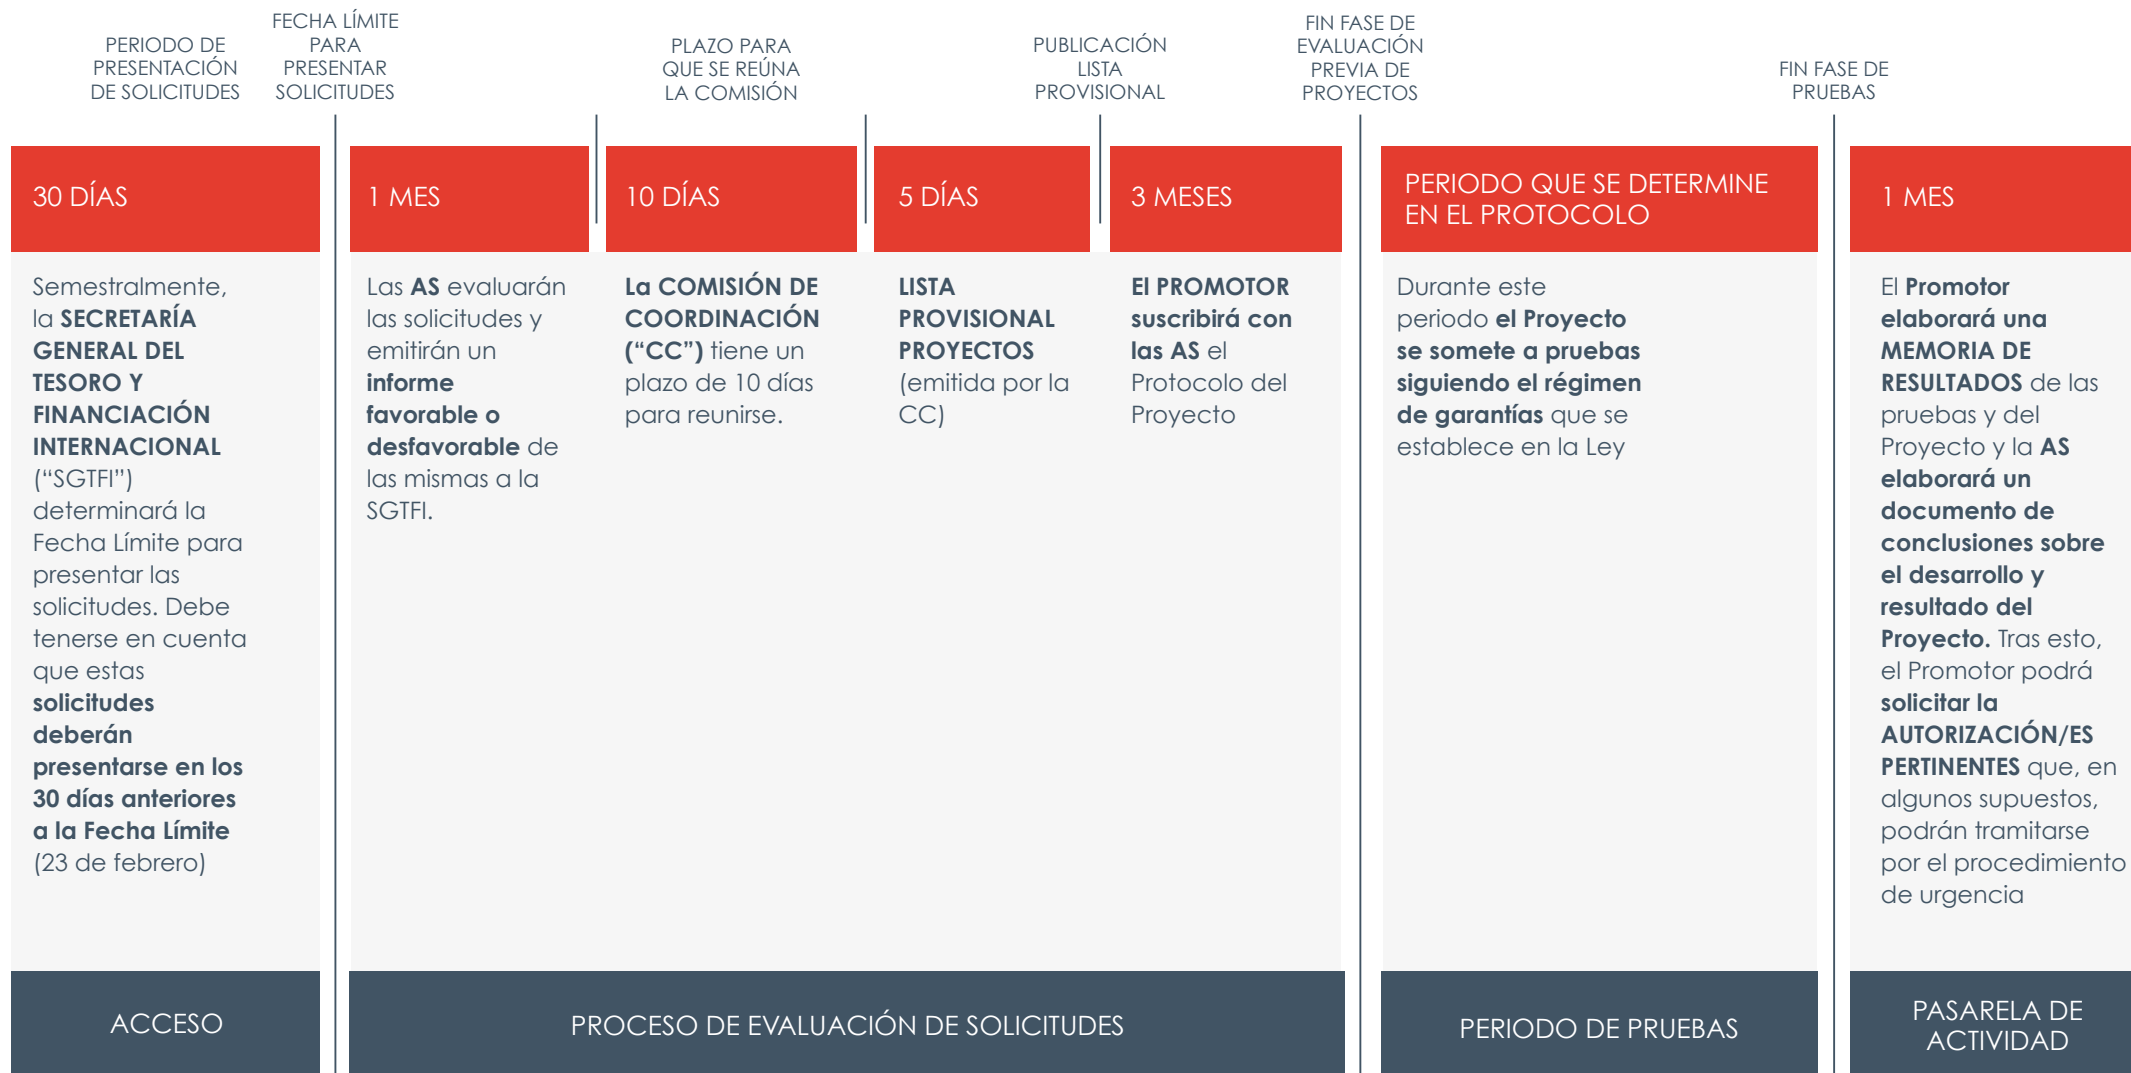 PERIODO DE
PRESENTACIÓN
DE SOLICITUDES
FECHA LÍMITE
PARA
PRESENTAR
SOLICITUDES
PLAZO PARA
QUE SE REÚNA
LA COMISIÓN
PUBLICACIÓN
LISTA
PROVISIONAL
FIN FASE DE
EVALUACIÓN
PREVIA DE
PROYECTOS
FIN FASE DE
PRUEBAS
30 DÍAS
Semestralmente,
la SECRETARÍA
GENERAL DEL
TESORO Y
FINANCIACIÓN
INTERNACIONAL
(“SGTFI”)
determinará la
Fecha Límite para
presentar las
solicitudes. Debe
tenerse en cuenta
que estas
solicitudes
deberán
presentarse en los
30 días anteriores
a la Fecha Límite
(23 de febrero)
ACCESO
1 MES
Las AS evaluarán
las solicitudes y
emitirán un
informe
favorable o
desfavorable de
las mismas a la
SGTFI.
10 DÍAS
La COMISIÓN DE
COORDINACIÓN
(“CC”) tiene un
plazo de 10 días
para reunirse.
5 DÍAS
LISTA
PROVISIONAL
PROYECTOS
(emitida por la
CC)
3 MESES
El PROMOTOR
suscribirá con
las AS el
Protocolo del
Proyecto
PROCESO DE EVALUACIÓN DE SOLICITUDES
PERIODO QUE SE DETERMINE
EN EL PROTOCOLO
Durante este
periodo el Proyecto
se somete a pruebas
siguiendo el régimen
de garantías que se
establece en la Ley
PERIODO DE PRUEBAS
1 MES
El Promotor
elaborará una
MEMORIA DE
RESULTADOS de las
pruebas y del
Proyecto y la AS
elaborará un
documento de
conclusiones sobre
el desarrollo y
resultado del
Proyecto. Tras esto,
el Promotor podrá
solicitar la
AUTORIZACIÓN/ES
PERTINENTES que, en
algunos supuestos,
podrán tramitarse
por el procedimiento
de urgencia
PASARELA DE
ACTIVIDAD